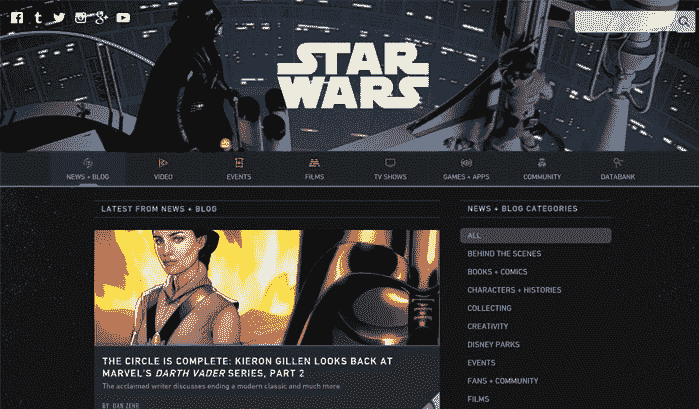 STAR
WARS
NEWS + BLOG
VIDEO
EVENTS
FILMS
TV SHOWS
GAMES + APPS
COMMUNITY
DATABANK
LATEST FROM NEWS + BLOG
THE CIRCLE IS COMPLETE: KIERON GILLEN LOOKS BACK AT
MARVEL'S DARTH VADER SERIES, PART 2
The acclaimed writer discusses ending a modern classic and much more.
BY: DAN ZEHR
NEWS + BLOG CATEGORIES
ALL
BEHIND THE SCENES
BOOKS + COMICS
CHARACTERS + HISTORIES
COLLECTING
CREATIVITY
DISNEY PARKS
EVENTS
FANS + COMMUNITY
FILMS